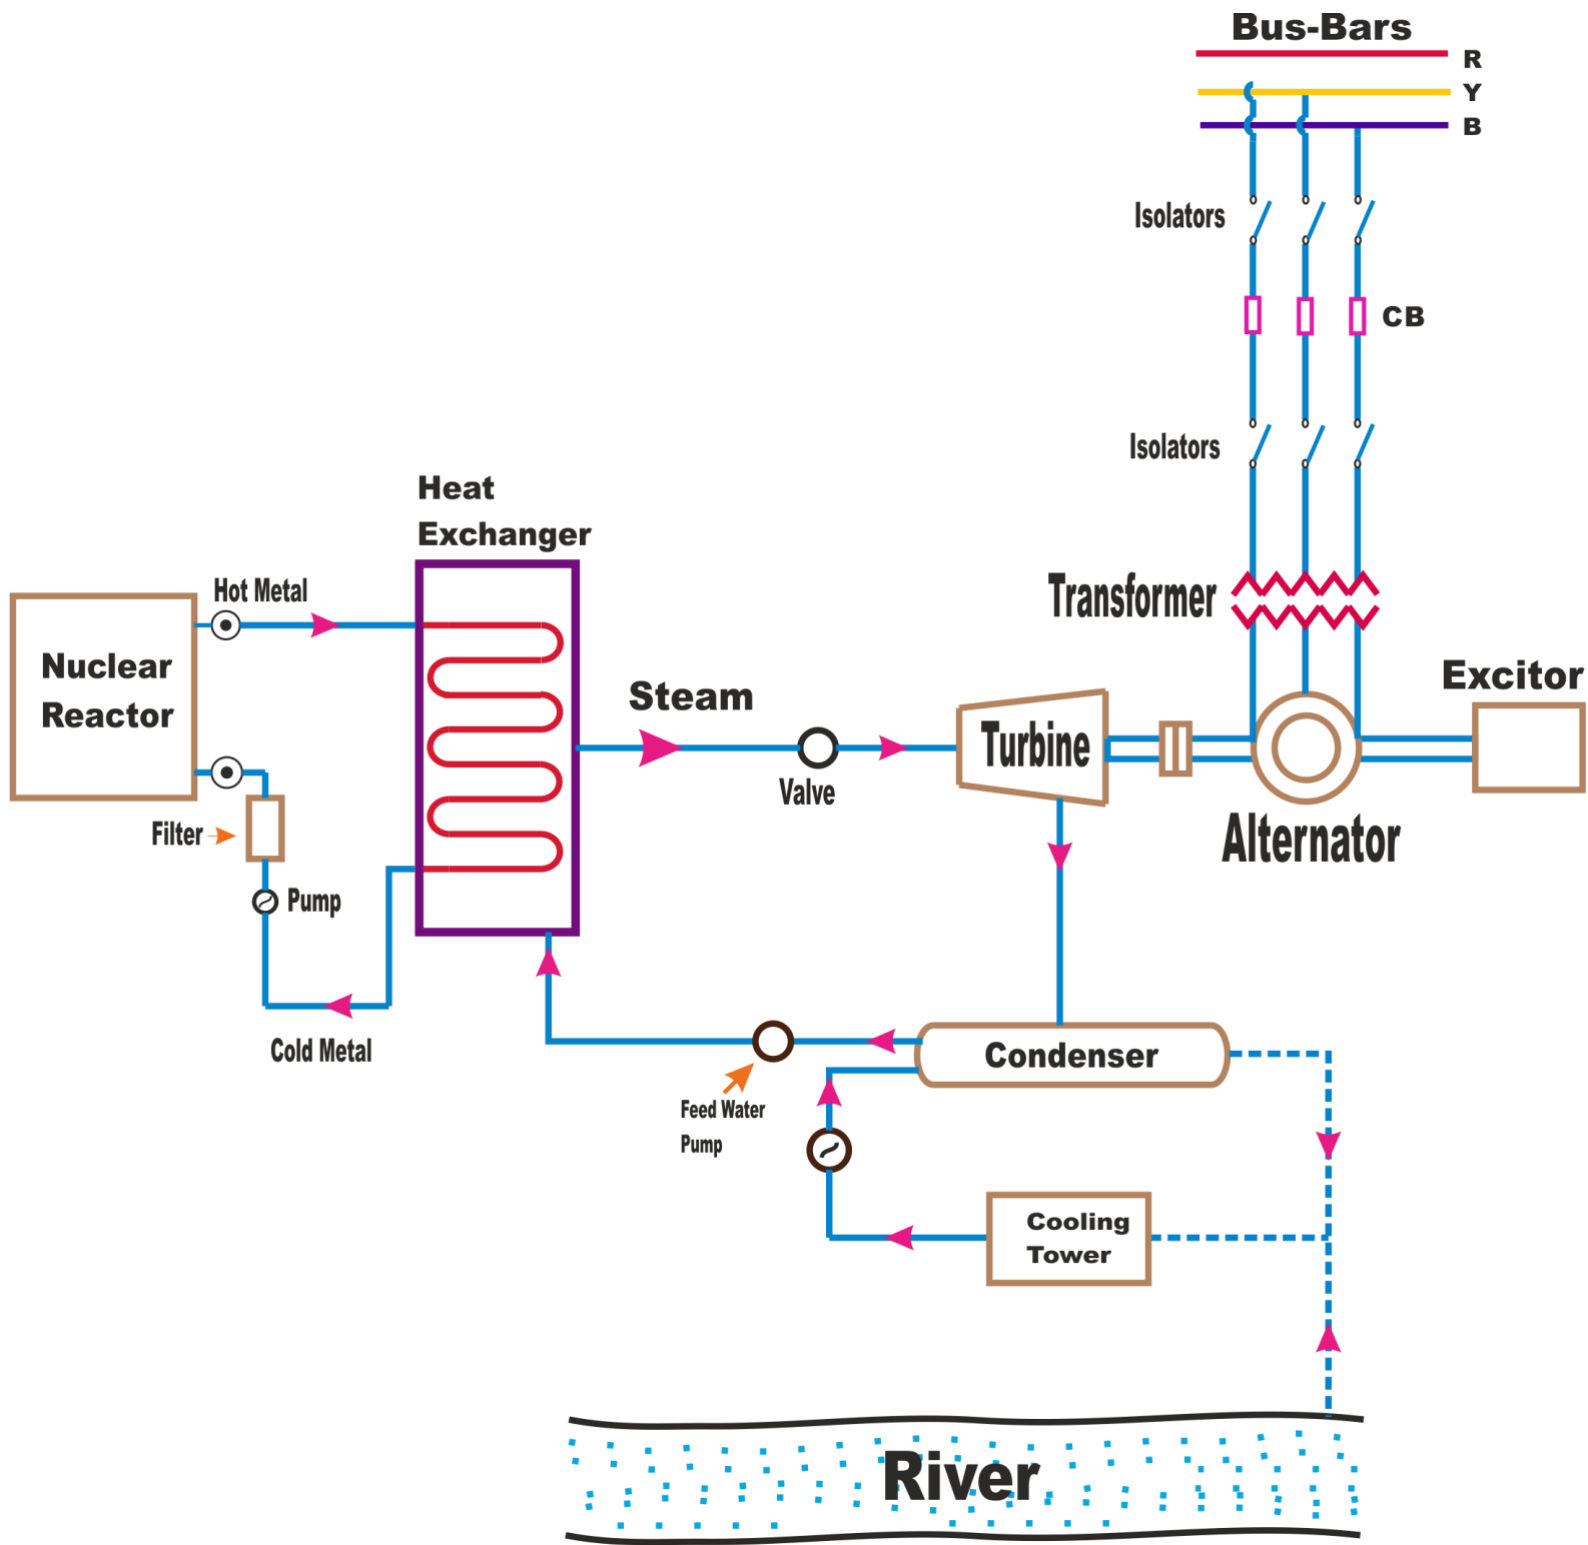 Bus-Bars
R
Y
B
Isolators
CB
Isolators
Heat
Exchanger
Hot Metal
Transformer
Nuclear
Reactor
Steam
Excitor
Turbine
Valve
Filter
Alternator
Pump
Cold Metal
Condenser
Feed Water
Pump
Cooling
Tower
River